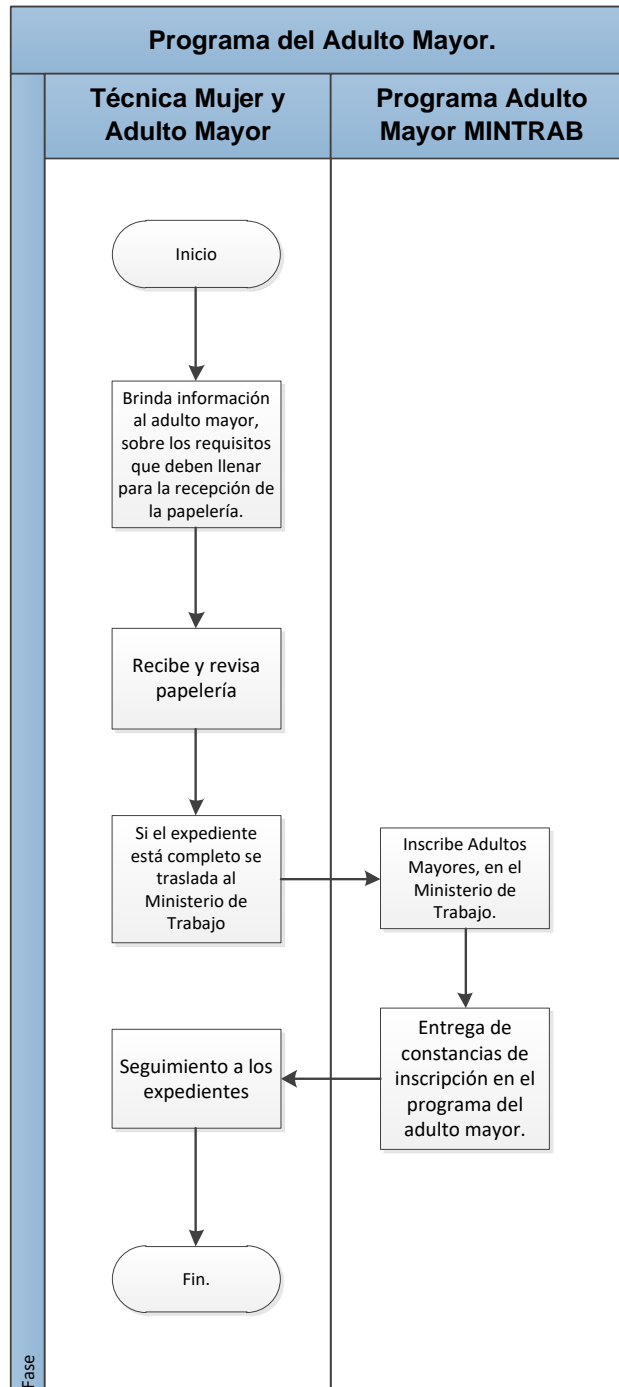 Programa del Adulto Mayor.
Técnica Mujer y
Adulto Mayor
Programa Adulto
Mayor MINTRAB
Inicio
Brinda información
al adulto mayor,
sobre los requisitos
que deben llenar
para la recepción de
la papelería.
Recibe y revisa
papelería
Si el expediente
está completo se
traslada al
Ministerio de
Trabajo
Inscribe Adultos
Mayores, en el
Ministerio de
Trabajo.
Entrega de
constancias de
inscripción en el
programa del
adulto mayor.
Seguimiento a los
expedientes
Fin.
Fase